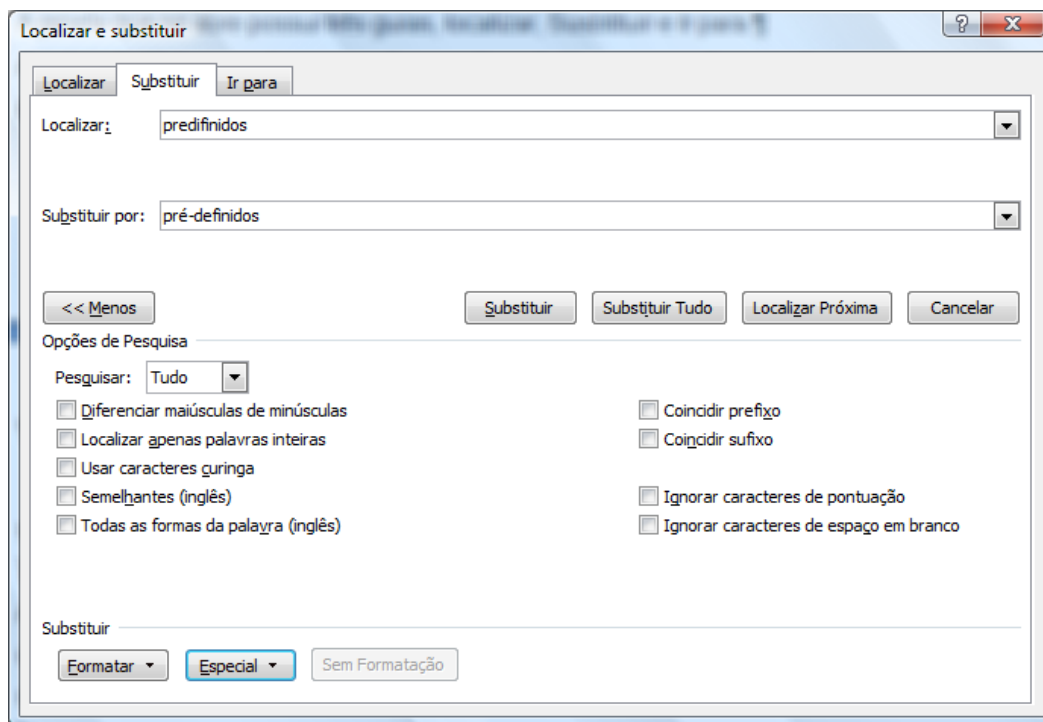 Localizar e substituir
Localizar Substituir Ir para
Localizar: predifinidos
Substituir por: pré-definidos
<< Menos Substituir Substituir Tudo Localizar Próxima Cancelar
Opções de Pesquisa
Pesquisar: Tudo
Diferenciar maiúsculas de minúsculas Coincidir prefixo
Localizar apenas palavras inteiras Coincidir sufixo
Usar caracteres curinga
Semelhantes (inglês) Ignorar caracteres de pontuação
Todas as formas da palavra (inglês) Ignorar caracteres de espaço em branco
Substituir
Formatar Especial Sem Formatação